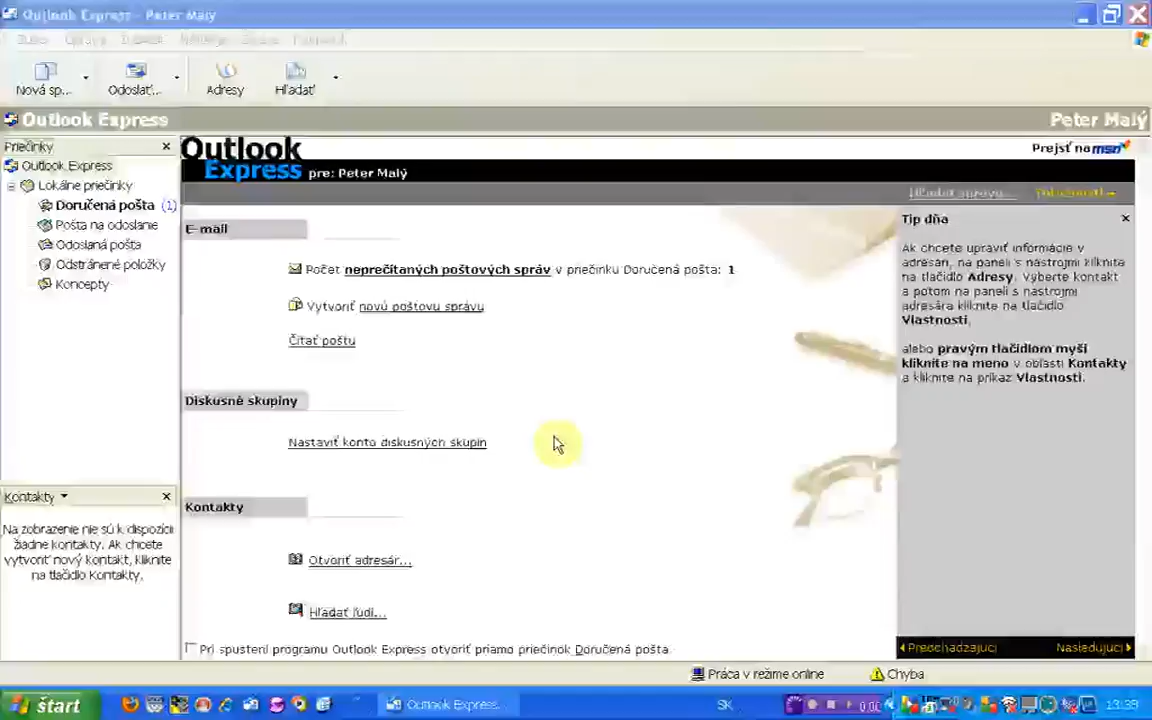 Outlook Express - Peter Malý
Nová sp...
Odoslať...
Adresy
Hľadať
Outlook Express
Peter Malý
Priečinky
Outlook Express
Lokálne priečinky
Doručená pošta (1)
Pošta na odoslanie
Odoslaná pošta
Odstránené položky
Koncepty
Outlook
Express pre: Peter Malý
Prejsť na msn
Hľadať správu...
E-mail
Počet neprečítaných poštových správ v priečinku Doručená pošta: 1
Vytvoriť novú poštovu správu
Čítať poštu
Diskusné skupiny
Nastaviť konto diskusných skupín
Kontakty
Otvoriť adresár...
Hľadať ľudí...
Pri spustení programu Outlook Express otvoriť priamo priečinok Doručená pošta.
Tip dňa
Ak chcete upraviť informácie v
adresári, na paneli s nástrojmi kliknite
na tlačidlo Adresy. Vyberte kontakt
a potom na paneli s nástrojmi
adresára kliknite na tlačidlo
Vlastnosti,
alebo pravým tlačidlom myši
kliknite na meno v oblasti Kontakty
a kliknite na príkaz Vlastnosti.
Predchádzajúci
Nasledujúci
Kontakty
Na zobrazenie nie sú k dispozícii
žiadne kontakty. Ak chcete
vytvoriť nový kontakt, kliknite
na tlačidlo Kontakty.
Práca v režime online
Chyba
štart
Outlook Express...
SK
0:00
13:39